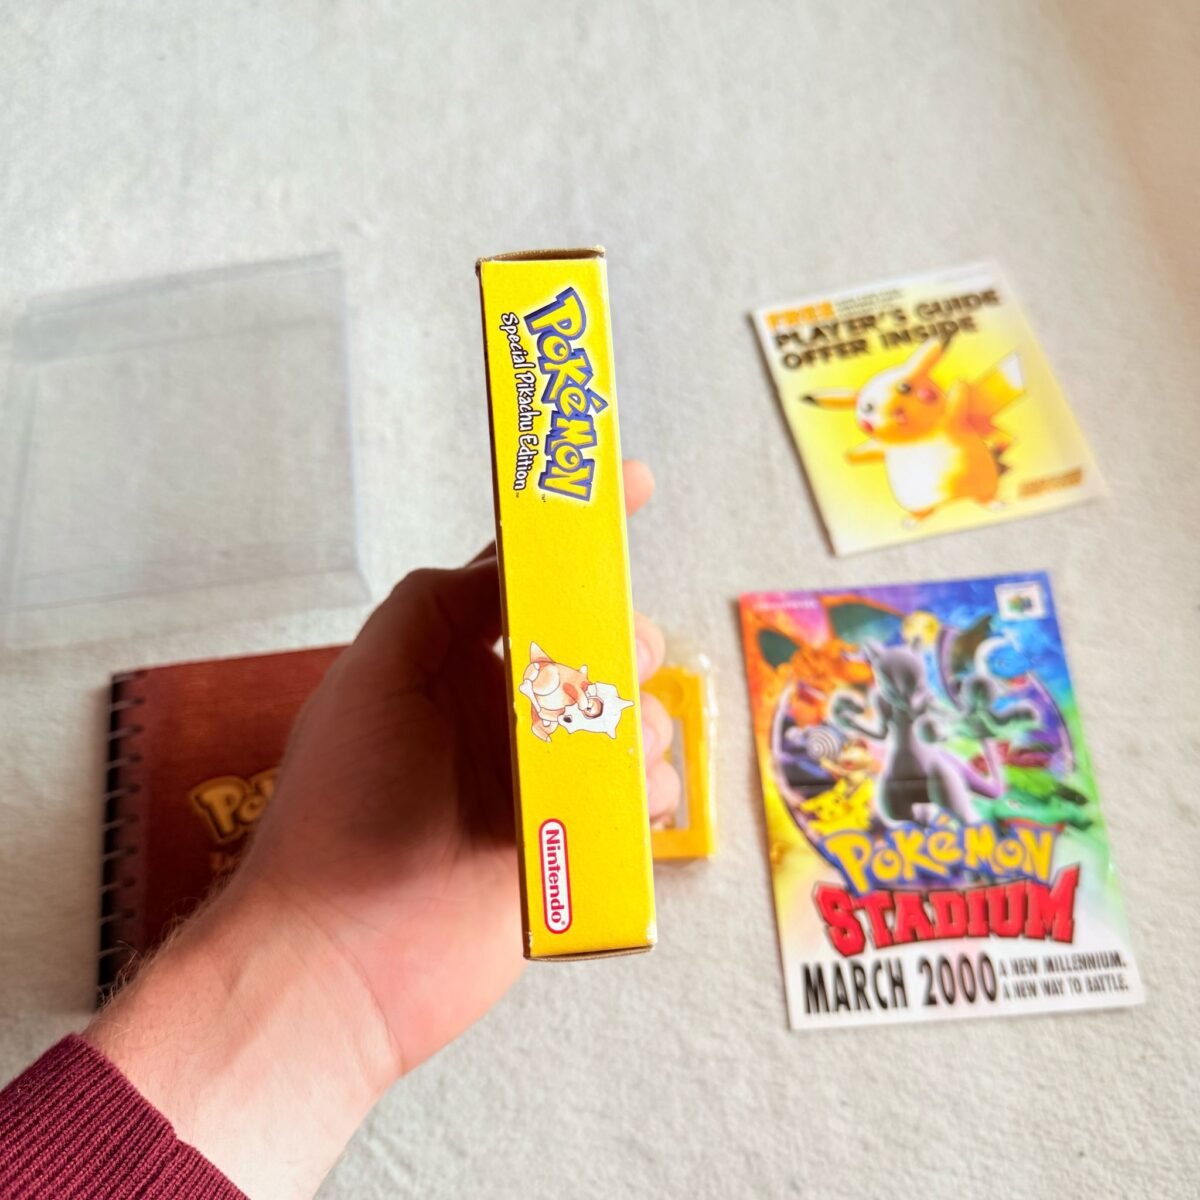 POKéMON
Special Pikachu Edition™
Nintendo®
FREE
PLAYER'S GUIDE
OFFER INSIDE
POKéMON
STADIUM
MARCH 2000
A NEW MILLENNIUM.
A NEW WAY TO BATTLE.